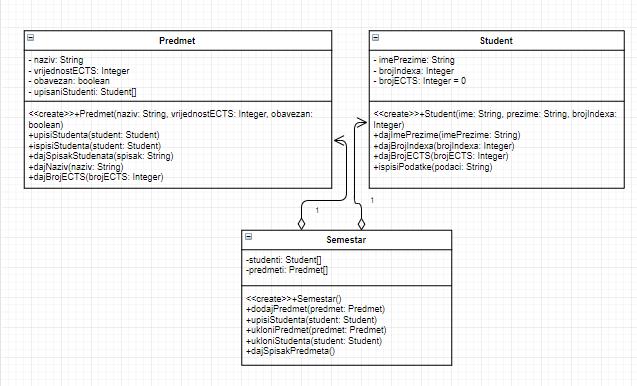 Predmet
- naziv: String
- vrijednostECTS: Integer
- obavezan: boolean
- upisaniStudenti: Student[]
<<create>>+Predmet(naziv: String, vrijednostECTS: Integer, obavezan:
boolean)
+upisiStudenta(student: Student)
+ispisiStudenta(student: Student)
+dajSpisakStudenata(spisak: String)
+dajNaziv(naziv: String)
+dajBrojECTS(brojECTS: Integer)
Student
- imePrezime: String
- brojIndexa: Integer
- brojECTS: Integer = 0
<<create>>+Student(ime: String, prezime: String, brojIndexa:
Integer)
+dajImePrezime(imePrezime: String)
+dajBrojIndexa(brojIndexa: Integer)
+dajBrojECTS(brojECTS: Integer)
+ispisiPodatke(podaci: String)
1
1
Semestar
-studenti: Student[]
-predmeti: Predmet[]
<<create>>+Semestar()
+dodajPredmet(predmet: Predmet)
+upisiStudenta(student: Student)
+ukloniPredmet(predmet: Predmet)
+ukloniStudenta(student: Student)
+dajSpisakPredmeta()